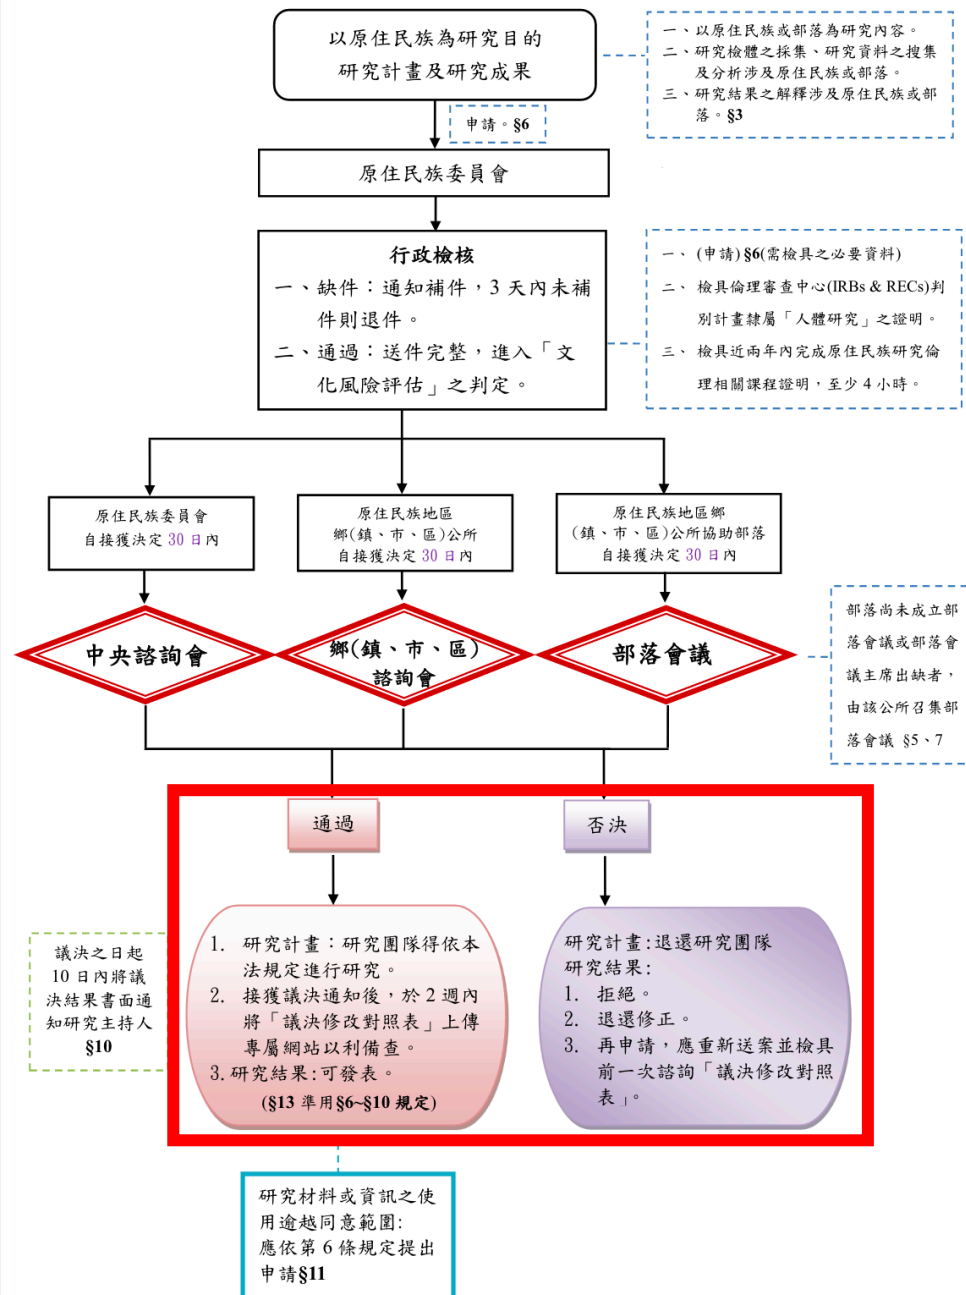 以原住民族為研究目的
研究計畫及研究成果
一、以原住民族或部落為研究內容。
二、研究檢體之採集、研究資料之搜集
及分析涉及原住民族或部落。
三、研究結果之解釋涉及原住民族或部
落。§3
申請。§6
原住民族委員會
行政檢核
一、缺件：通知補件，3 天內未補
件則退件。
二、通過：送件完整，進入「文
化風險評估」之判定。
一、 (申請) §6(需檢具之必要資料)
二、 檢具倫理審查中心(IRBs & RECs)判
別計畫隸屬「人體研究」之證明。
三、 檢具近兩年內完成原住民族研究倫
理相關課程證明，至少 4 小時。
原住民族委員會
自接獲決定 30 日內
原住民族地區
鄉(鎮、市、區)公所
自接獲決定 30 日內
原住民族地區鄉
(鎮、市、區)公所協助部落
自接獲決定 30 日內
中央諮詢會
鄉(鎮、市、區)
諮詢會
部落會議
部落尚未成立部
落會議或部落會
議主席出缺者，
由該公所召集部
落會議 §5、7
通過
否決
議決之日起
10 日內將議
決結果書面通
知研究主持人
§10
1. 研究計畫：研究團隊得依本
法規定進行研究。
2. 接獲議決通知後，於 2 週內
將「議決修改對照表」上傳
專屬網站以利備查。
3. 研究結果:可發表。
(§13 準用§6~§10 規定)
研究計畫:退還研究團隊
研究結果:
1. 拒絕。
2. 退還修正。
3. 再申請，應重新送案並檢具
前一次諮詢「議決修改對照
表」。
研究材料或資訊之使
用逾越同意範圍:
應依第 6 條規定提出
申請§11